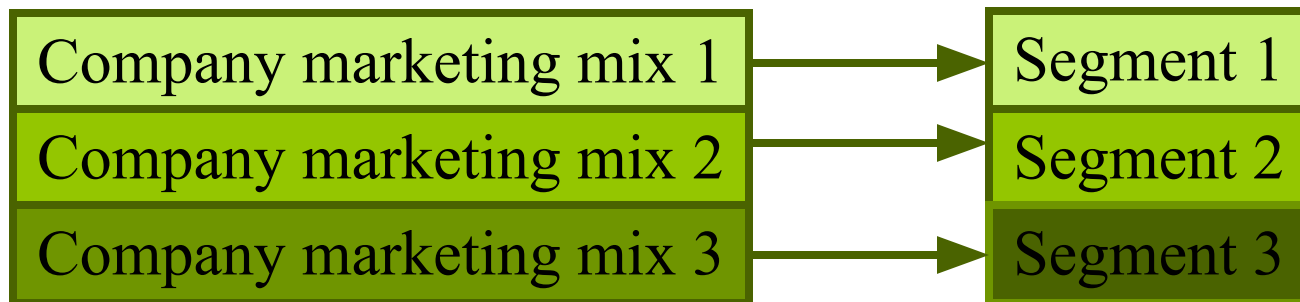 Company marketing mix 1
Segment 1
Company marketing mix 2
Segment 2
Company marketing mix 3
Segment 3